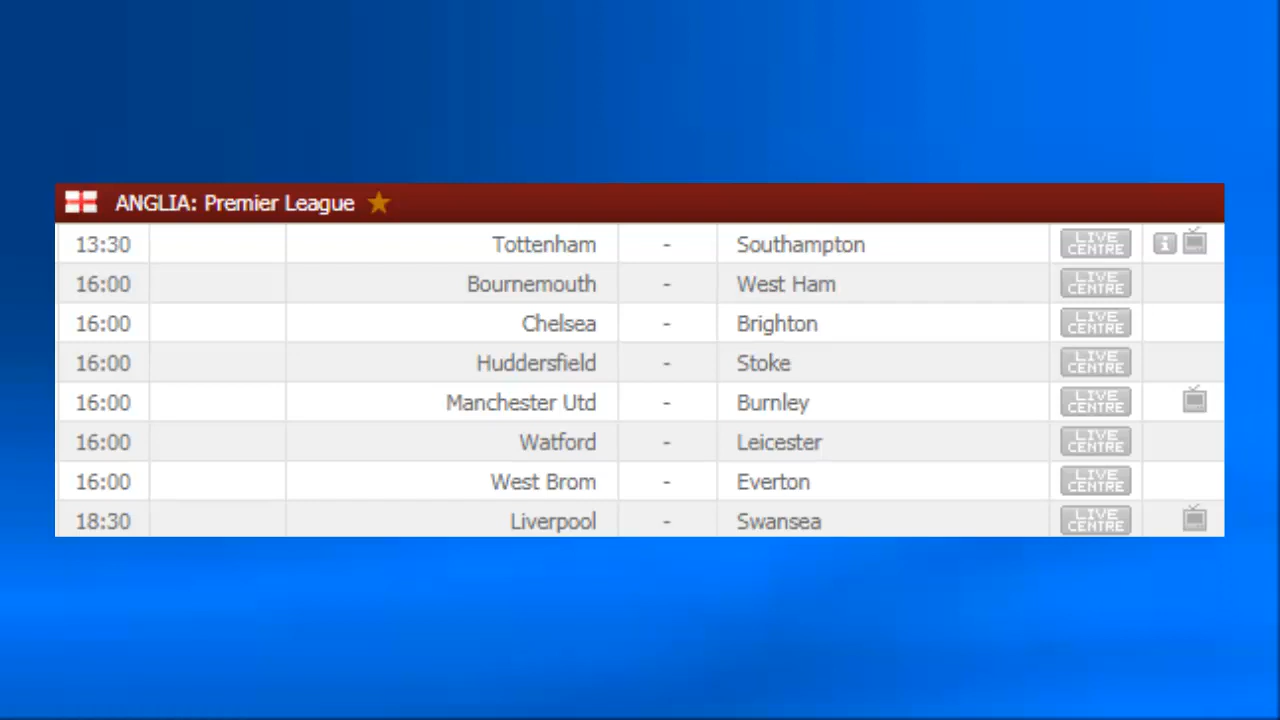 ANGLIA: Premier League
13:30 Tottenham - Southampton LIVE CENTRE i
16:00 Bournemouth - West Ham LIVE CENTRE
16:00 Chelsea - Brighton LIVE CENTRE
16:00 Huddersfield - Stoke LIVE CENTRE
16:00 Manchester Utd - Burnley LIVE CENTRE
16:00 Watford - Leicester LIVE CENTRE
16:00 West Brom - Everton LIVE CENTRE
18:30 Liverpool - Swansea LIVE CENTRE